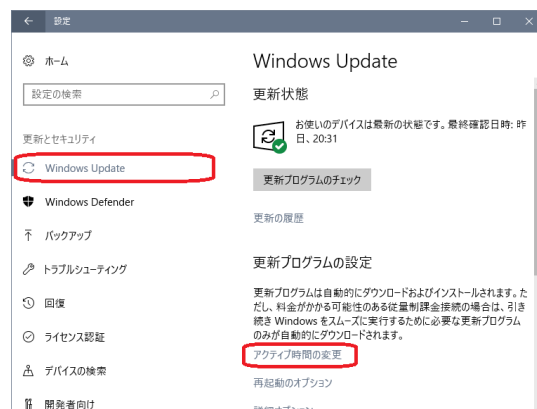 設定
ホーム
設定の検索
更新とセキュリティ
Windows Update
Windows Defender
バックアップ
トラブルシューティング
回復
ライセンス認証
デバイスの検索
開発者向け
Windows Update
更新状態
お使いのデバイスは最新の状態です。最終確認日時: 昨
日、20:31
更新プログラムのチェック
更新の履歴
更新プログラムの設定
更新プログラムは自動的にダウンロードおよびインストールされます。た
だし、料金がかかる可能性のある従量制課金接続の場合は、引き
続き Windows をスムーズに実行するために必要な更新プログラム
のみが自動的にダウンロードされます。
アクティブ時間の変更
再起動のオプション